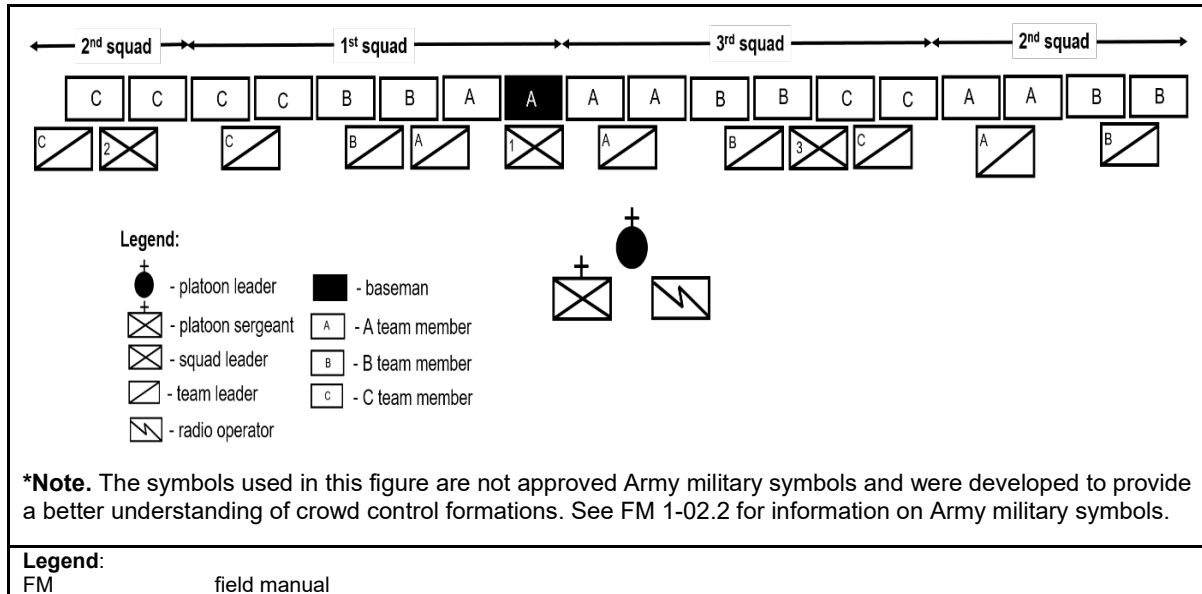 2nd squad 1st squad 3rd squad 2nd squad
C C C C B B A A A A B B C C A A B B
C 2 C B A 1 A B 3 C A B
Legend:
- platoon leader - baseman
- platoon sergeant A - A team member
- squad leader B - B team member
- team leader C - C team member
- radio operator
*Note. The symbols used in this figure are not approved Army military symbols and were developed to provide
a better understanding of crowd control formations. See FM 1-02.2 for information on Army military symbols.
Legend:
FM field manual